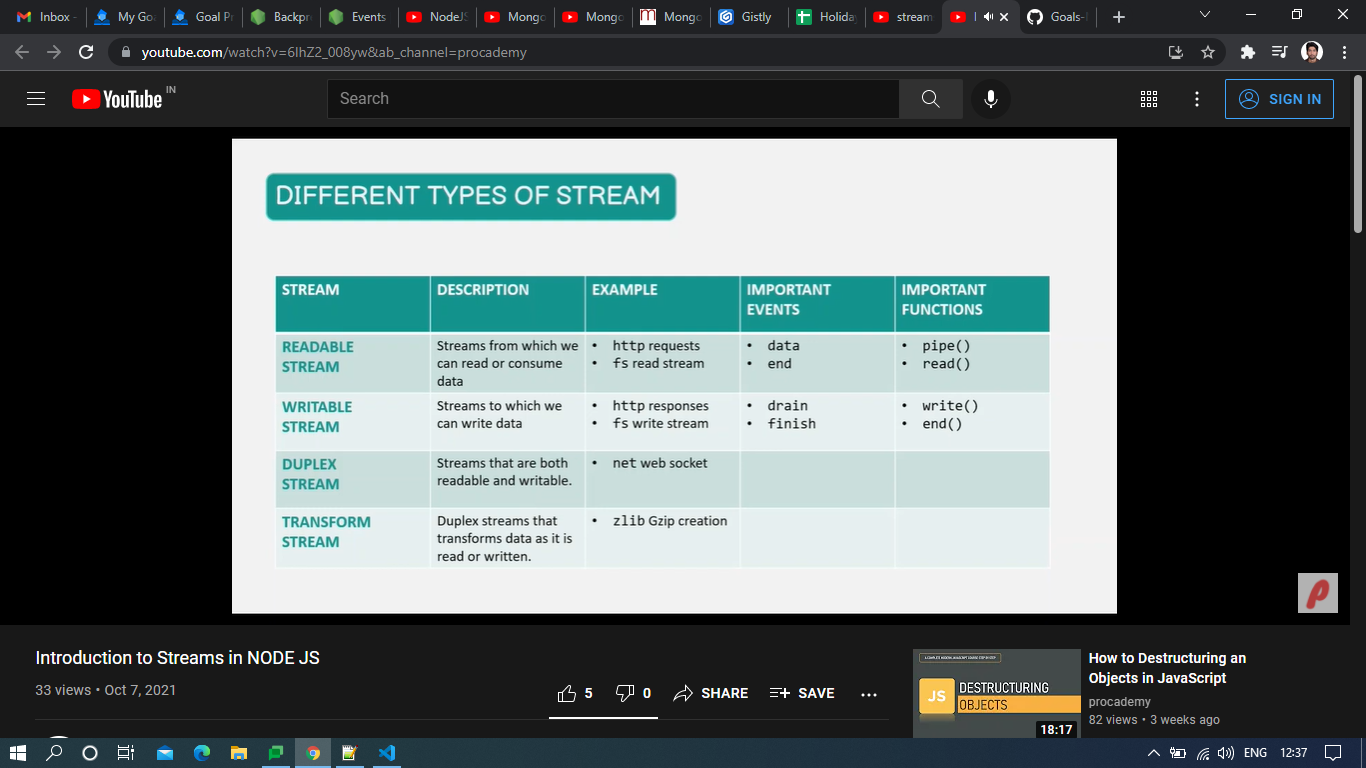 Inbox -
My Goa
Goal Pr
Backpre
Events
NodeJS
Mongo
Mongo
Mongo
Gistly
Holiday
stream
Goals-
youtube.com/watch?v=6lhZ2_008yw&ab_channel=procademy
YouTube IN
Search
SIGN IN
DIFFERENT TYPES OF STREAM
STREAM DESCRIPTION EXAMPLE IMPORTANT EVENTS IMPORTANT FUNCTIONS
READABLE STREAM
Streams from which we
can read or consume
data
• http requests
• fs read stream
• data
• end
• pipe()
• read()
WRITABLE STREAM
Streams to which we
can write data
• http responses
• fs write stream
• drain
• finish
• write()
• end()
DUPLEX STREAM
Streams that are both
readable and writable.
• net web socket
TRANSFORM STREAM
Duplex streams that
transforms data as it is
read or written.
• zlib Gzip creation
Introduction to Streams in NODE JS
33 views • Oct 7, 2021
5 0 SHARE SAVE
JS
DESTRUCTURING
OBJECTS
18:17
How to Destructuring an
Objects in JavaScript
procademy
82 views • 3 weeks ago
ENG 12:37